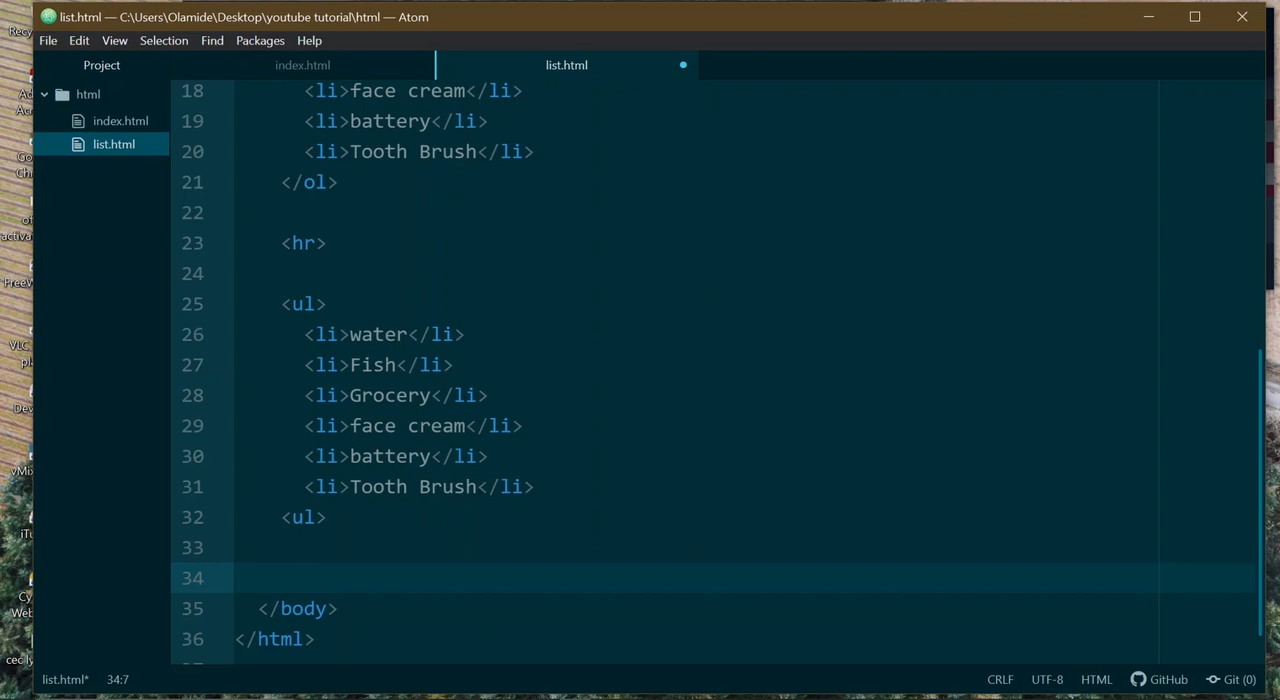 list.html — C:\Users\Olamide\Desktop\youtube tutorial\html — Atom
File Edit View Selection Find Packages Help
Project index.html list.html
html
index.html
list.html
18 <li>face cream</li>
19 <li>battery</li>
20 <li>Tooth Brush</li>
21 </ol>
22
23 <hr>
24
25 <ul>
26 <li>water</li>
27 <li>Fish</li>
28 <li>Grocery</li>
29 <li>face cream</li>
30 <li>battery</li>
31 <li>Tooth Brush</li>
32 <ul>
33
34
35 </body>
36 </html>
list.html* 34:7 CRLF UTF-8 HTML GitHub Git (0)